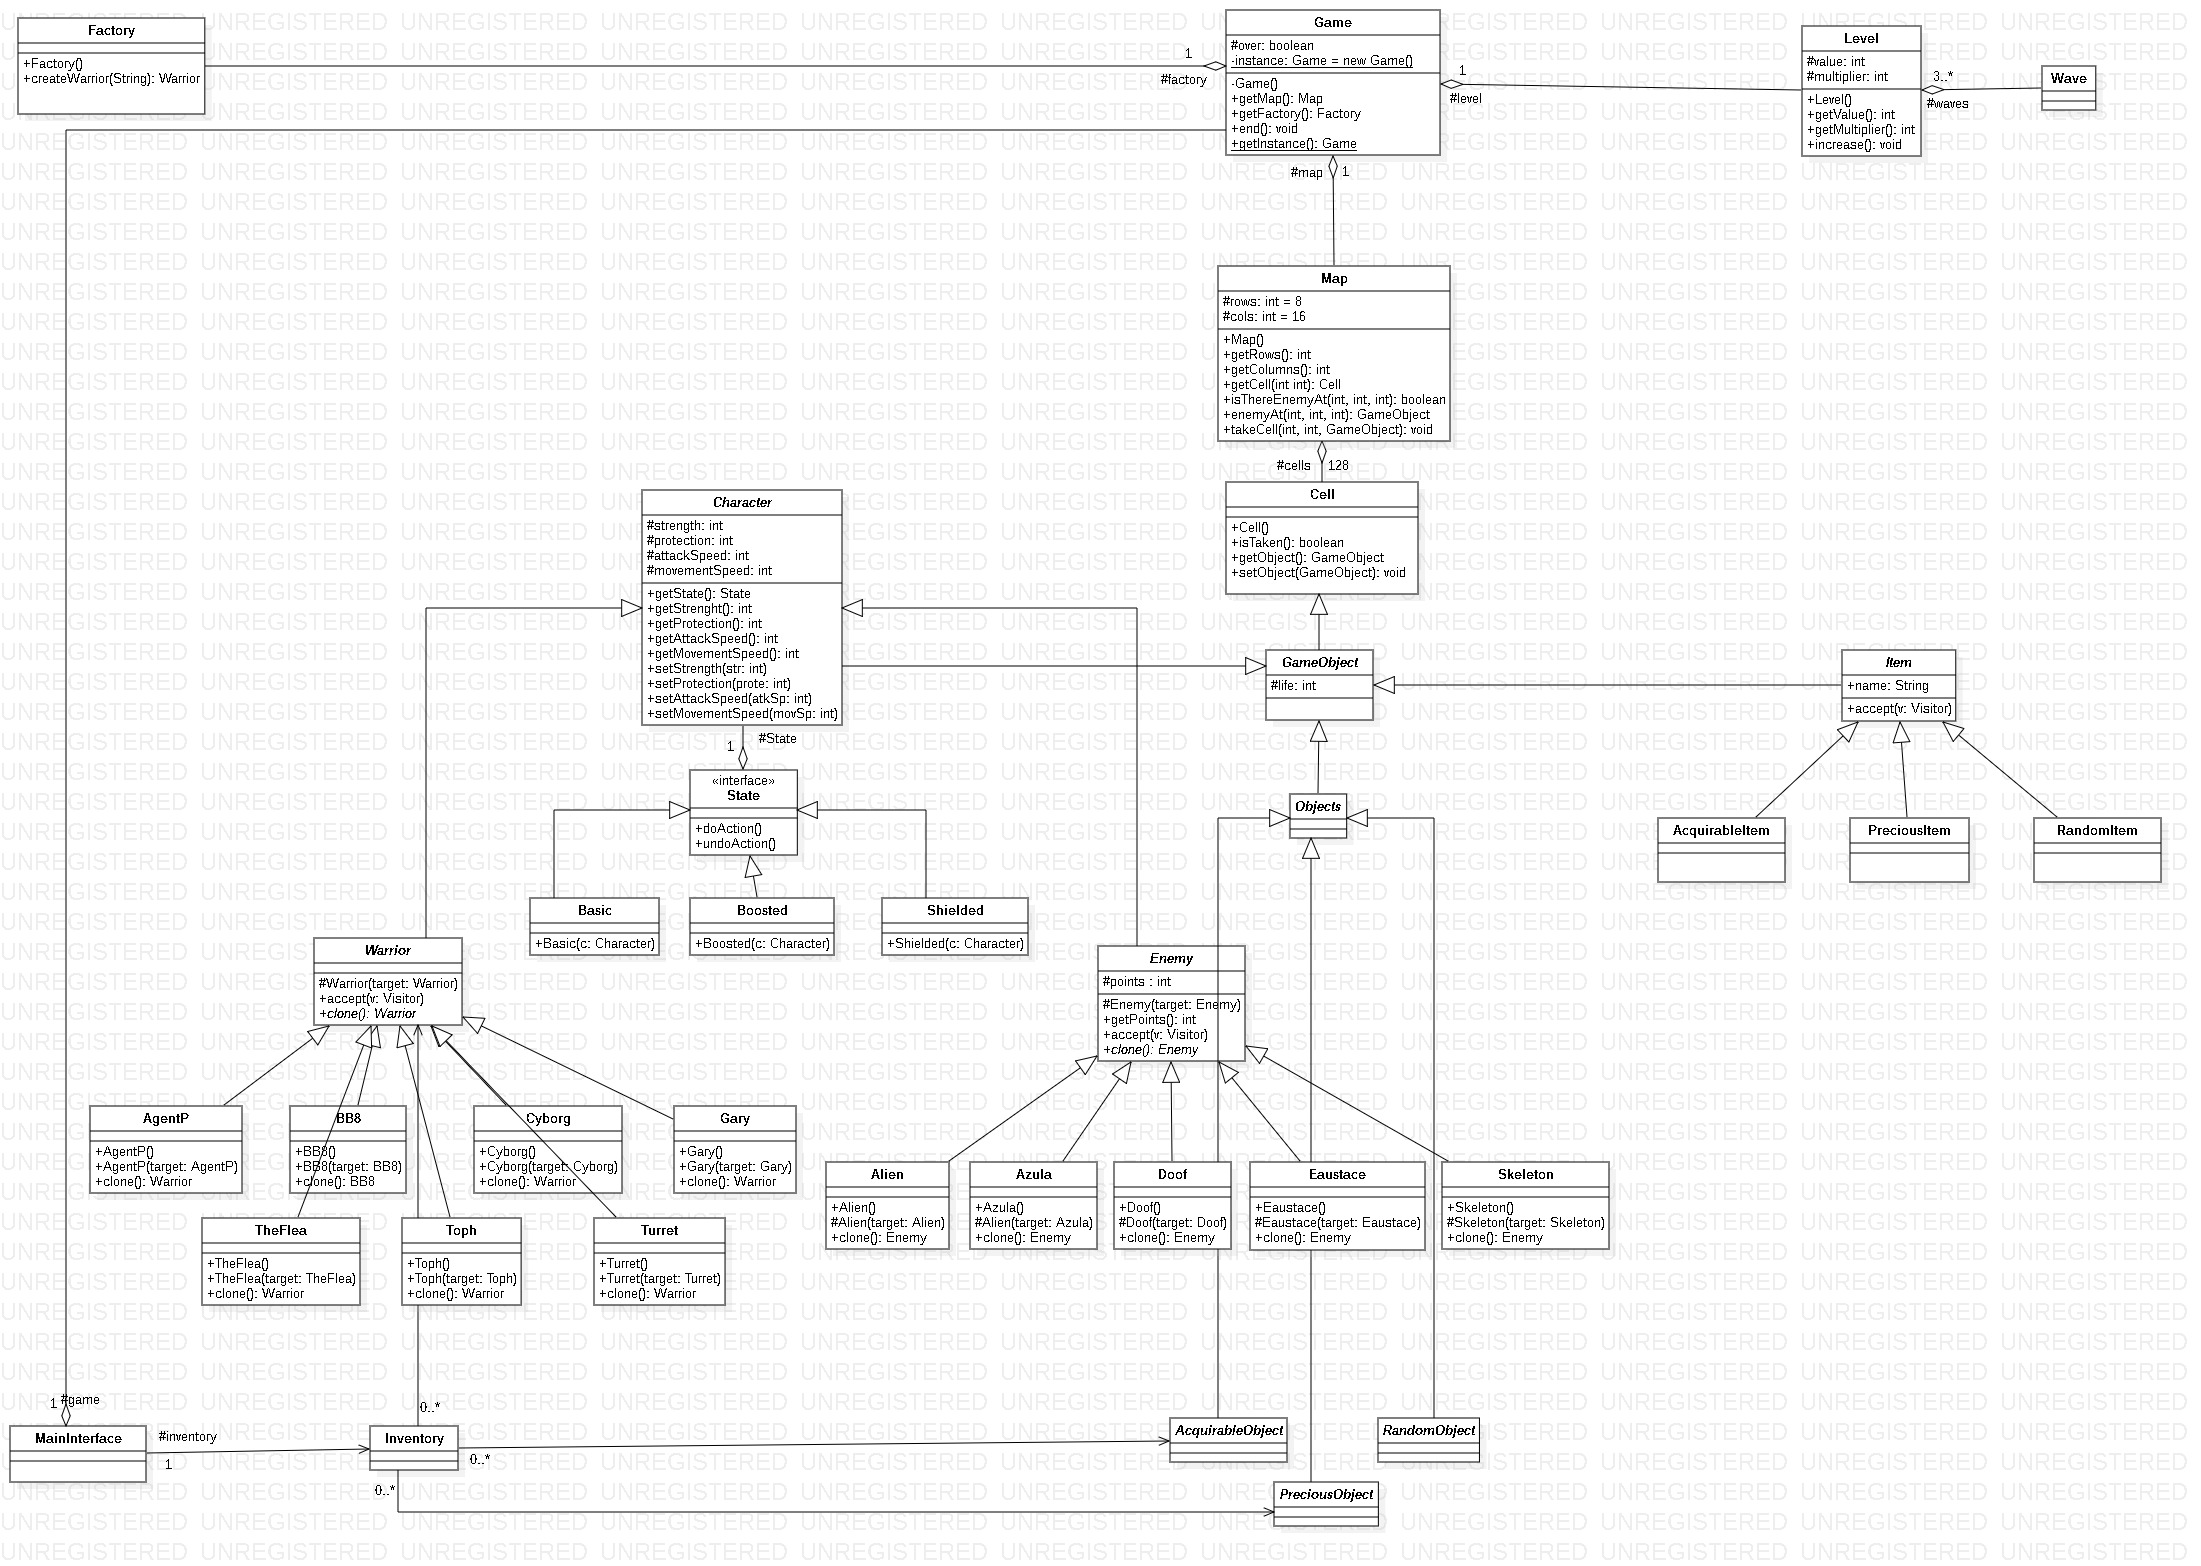 Factory
+Factory()
+createWarrior(String): Warrior
1
#factory
Game
#over: boolean
-instance: Game = new Game()
-Game()
+getMap(): Map
+getFactory(): Factory
+end(): void
+getInstance(): Game
1
#level
Level
#value: int
#multiplier: int
+Level()
+getValue(): int
+getMultiplier(): int
+increase(): void
3..*
#waves
Wave
#map
1
Map
#rows: int = 8
#cols: int = 16
+Map()
+getRows(): int
+getColumns(): int
+getCell(int int): Cell
+isThereEnemyAt(int, int, int): boolean
+enemyAt(int, int, int): GameObject
+takeCell(int, int, GameObject): void
#cells
128
Cell
+Cell()
+isTaken(): boolean
+getObject(): GameObject
+setObject(GameObject): void
Character
#strength: int
#protection: int
#attackSpeed: int
#movementSpeed: int
+getState(): State
+getStrenght(): int
+getProtection(): int
+getAttackSpeed(): int
+getMovementSpeed(): int
+setStrength(str: int)
+setProtection(prote: int)
+setAttackSpeed(atkSp: int)
+setMovementSpeed(movSp: int)
GameObject
#life: int
Item
+name: String
+accept(v: Visitor)
#State
1
«interface»
State
+doAction()
+undoAction()
Objects
AcquirableItem
PreciousItem
RandomItem
Basic
+Basic(c: Character)
Boosted
+Boosted(c: Character)
Shielded
+Shielded(c: Character)
Warrior
#Warrior(target: Warrior)
+accept(v: Visitor)
+clone(): Warrior
Enemy
#points : int
#Enemy(target: Enemy)
+getPoints(): int
+accept(v: Visitor)
+clone(): Enemy
AgentP
+AgentP()
+AgentP(target: AgentP)
+clone(): Warrior
BB8
+BB8()
+BB8(target: BB8)
+clone(): BB8
Cyborg
+Cyborg()
+Cyborg(target: Cyborg)
+clone(): Warrior
Gary
+Gary()
+Gary(target: Gary)
+clone(): Warrior
Alien
+Alien()
#Alien(target: Alien)
+clone(): Enemy
Azula
+Azula()
#Alien(target: Azula)
+clone(): Enemy
Doof
+Doof()
#Doof(target: Doof)
+clone(): Enemy
Eaustace
+Eaustace()
#Eaustace(target: Eaustace)
+clone(): Enemy
Skeleton
+Skeleton()
#Skeleton(target: Skeleton)
+clone(): Enemy
TheFlea
+TheFlea()
+TheFlea(target: TheFlea)
+clone(): Warrior
Toph
+Toph()
+Toph(target: Toph)
+clone(): Warrior
Turret
+Turret()
+Turret(target: Turret)
+clone(): Warrior
1
#game
MainInterface
#inventory
1
0..*
Inventory
0..*
0..*
AcquirableObject
RandomObject
PreciousObject
UNREGISTERED